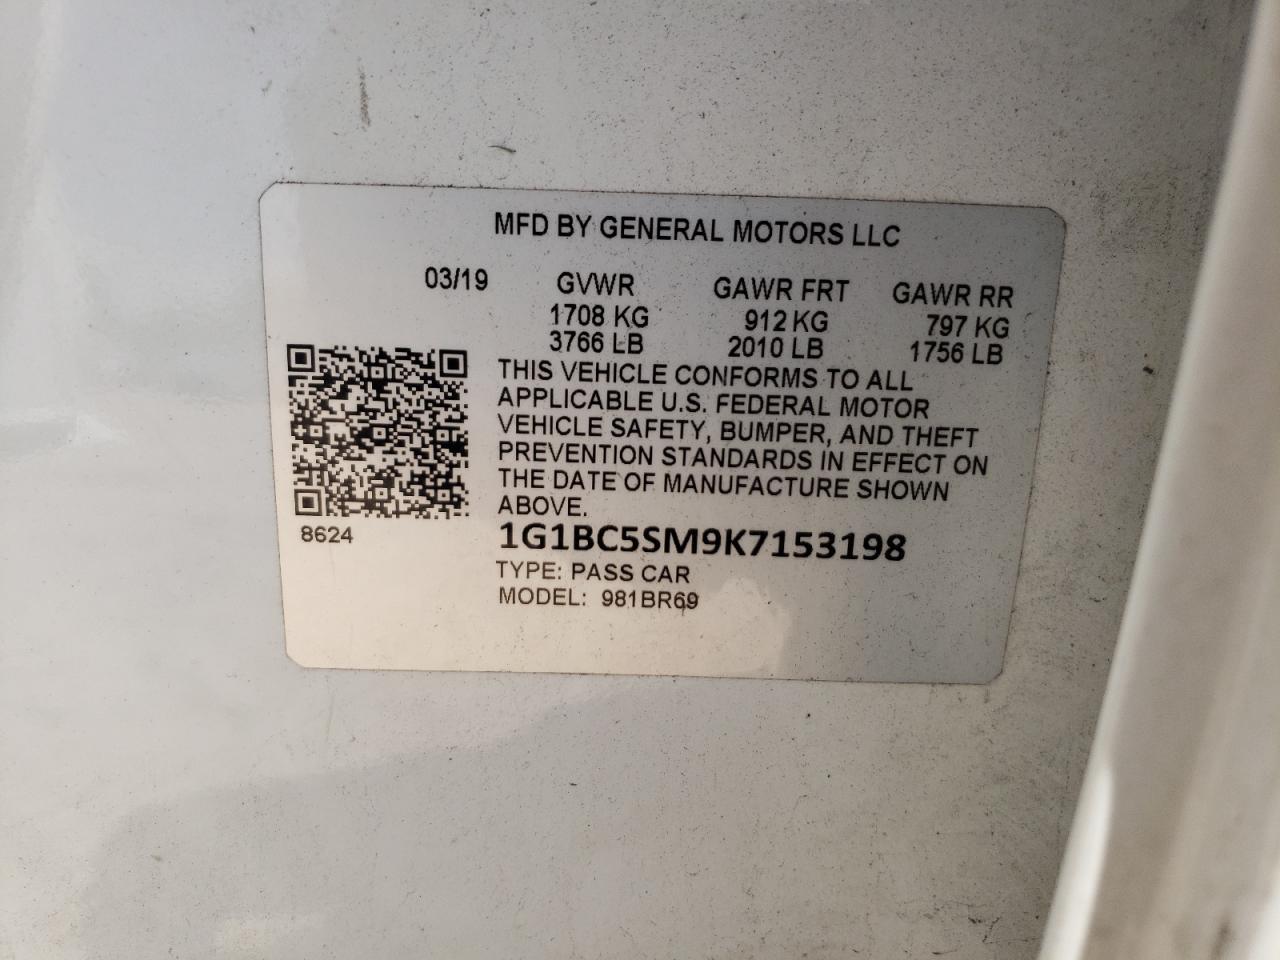 MFD BY GENERAL MOTORS LLC
03/19 GVWR GAWR FRT GAWR RR
1708 KG 912 KG 797 KG
3766 LB 2010 LB 1756 LB
THIS VEHICLE CONFORMS TO ALL
APPLICABLE U.S. FEDERAL MOTOR
VEHICLE SAFETY, BUMPER, AND THEFT
PREVENTION STANDARDS IN EFFECT ON
THE DATE OF MANUFACTURE SHOWN
ABOVE.
8624
1G1BC5SM9K7153198
TYPE: PASS CAR
MODEL: 981BR69